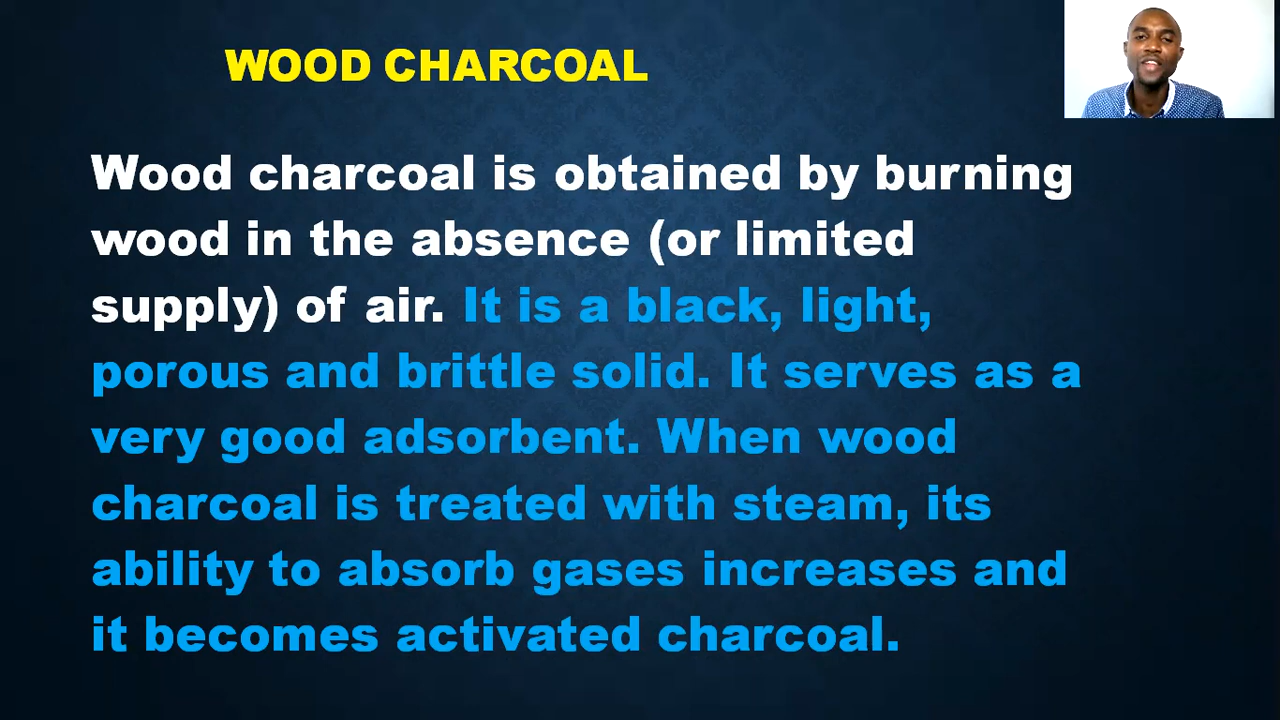 WOOD CHARCOAL
Wood charcoal is obtained by burning
wood in the absence (or limited
supply) of air. It is a black, light,
porous and brittle solid. It serves as a
very good adsorbent. When wood
charcoal is treated with steam, its
ability to absorb gases increases and
it becomes activated charcoal.